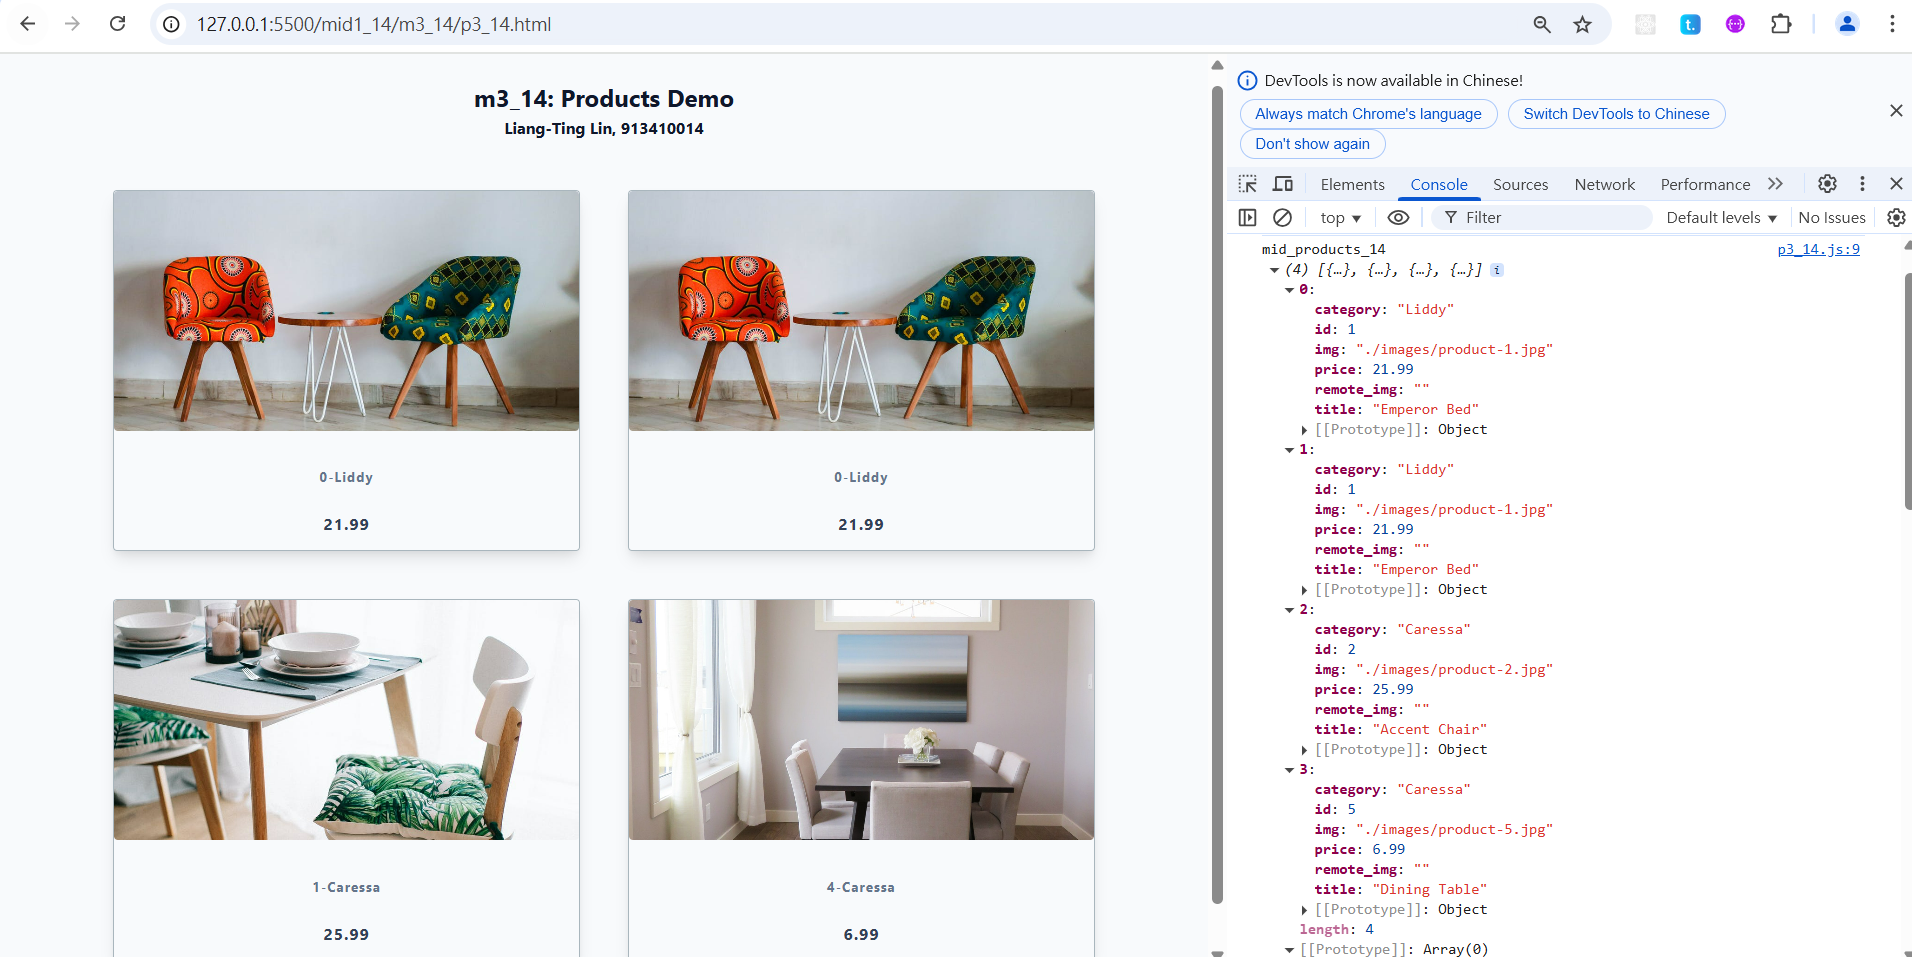 127.0.0.1:5500/mid1_14/m3_14/p3_14.html
t.
m3_14: Products Demo
Liang-Ting Lin, 913410014
0-Liddy
21.99
0-Liddy
21.99
1-Caressa
25.99
4-Caressa
6.99
DevTools is now available in Chinese!
Always match Chrome's language
Switch DevTools to Chinese
Don't show again
Elements Console Sources Network Performance
top Filter Default levels No Issues
mid_products_14 p3_14.js:9
(4) [{…}, {…}, {…}, {…}] i
0:
category: "Liddy"
id: 1
img: "./images/product-1.jpg"
price: 21.99
remote_img: ""
title: "Emperor Bed"
[[Prototype]]: Object
1:
category: "Liddy"
id: 1
img: "./images/product-1.jpg"
price: 21.99
remote_img: ""
title: "Emperor Bed"
[[Prototype]]: Object
2:
category: "Caressa"
id: 2
img: "./images/product-2.jpg"
price: 25.99
remote_img: ""
title: "Accent Chair"
[[Prototype]]: Object
3:
category: "Caressa"
id: 5
img: "./images/product-5.jpg"
price: 6.99
remote_img: ""
title: "Dining Table"
[[Prototype]]: Object
length: 4
[[Prototype]]: Array(0)